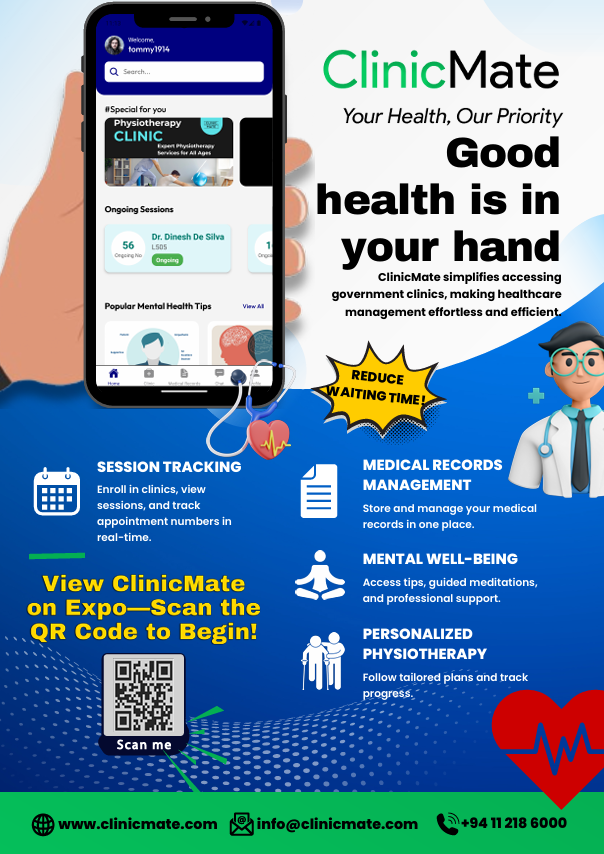 Welcome,
tommy1914
Search...
#Special for you
Physiotherapy
CLINIC
Expert Physiotherapy
Services for All Ages
Ongoing Sessions
56
Ongoing No
Dr. Dinesh De Silva
L505
Ongoing
Popular Mental Health Tips
View All
Home
Clinic
Medical Records
Chat
ClinicMate
Your Health, Our Priority
Good
health is in
your hand
ClinicMate simplifies accessing
government clinics, making healthcare
management effortless and efficient.
REDUCE
WAITING TIME!
SESSION TRACKING
Enroll in clinics, view
sessions, and track
appointment numbers in
real-time.
MEDICAL RECORDS
MANAGEMENT
Store and manage your medical
records in one place.
MENTAL WELL-BEING
Access tips, guided meditations,
and professional support.
PERSONALIZED
PHYSIOTHERAPY
Follow tailored plans and track
progress.
View ClinicMate
on Expo—Scan the
QR Code to Begin!
Scan me
www.clinicmate.com
info@clinicmate.com
+94 11 218 6000